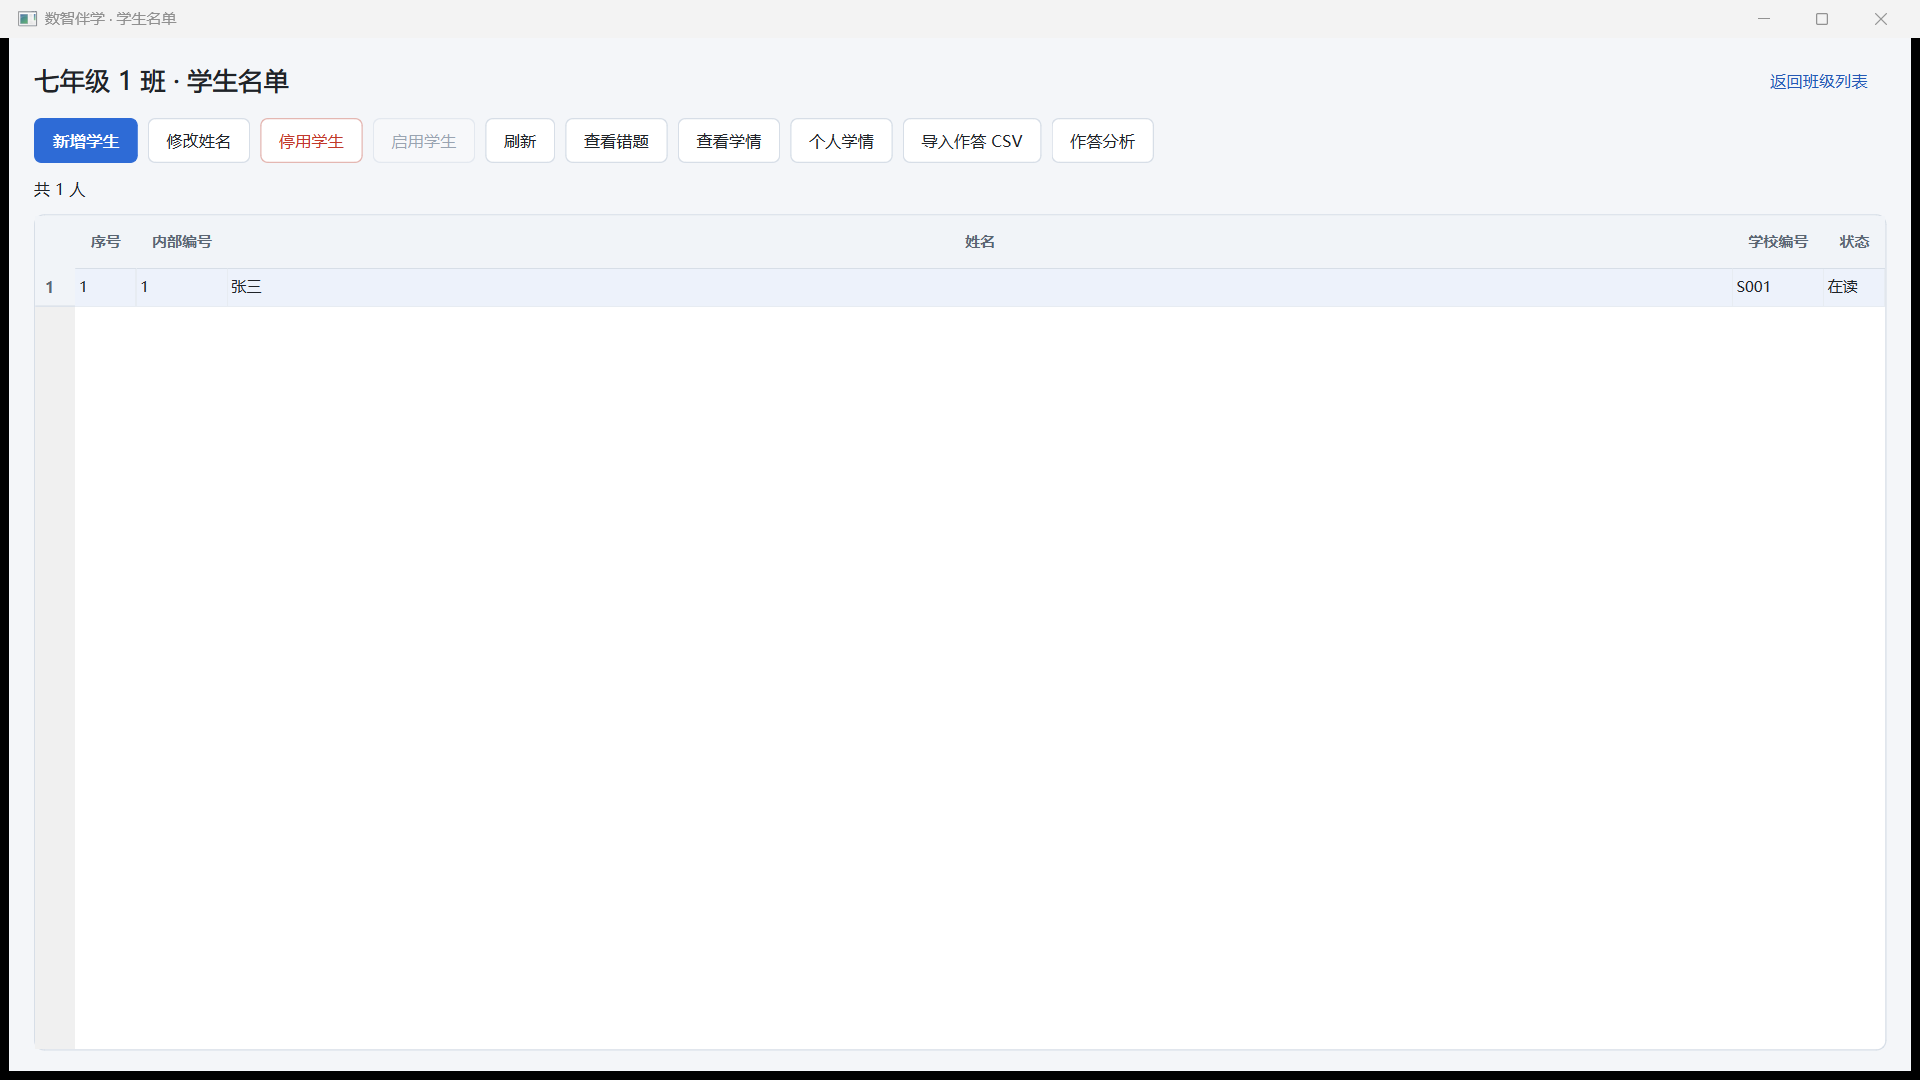 数智伴学 · 学生名单
七年级 1 班 · 学生名单
返回班级列表
新增学生 修改姓名 停用学生 启用学生 刷新 查看错题 查看学情 个人学情 导入作答 CSV 作答分析
共 1 人
序号 内部编号 姓名 学校编号 状态
1 1 1 张三 S001 在读